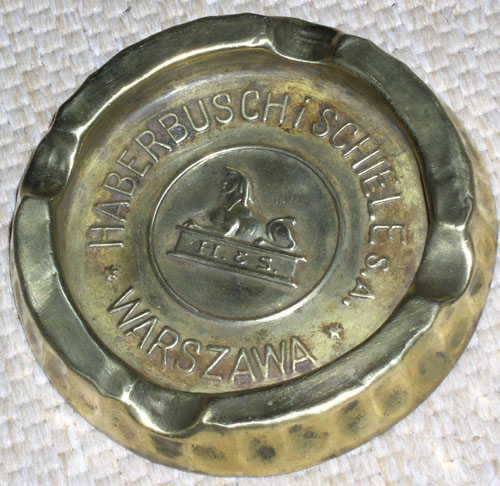 HABERBUSCH i SCHIELE S.A.
H. & S.
* WARSZAWA *